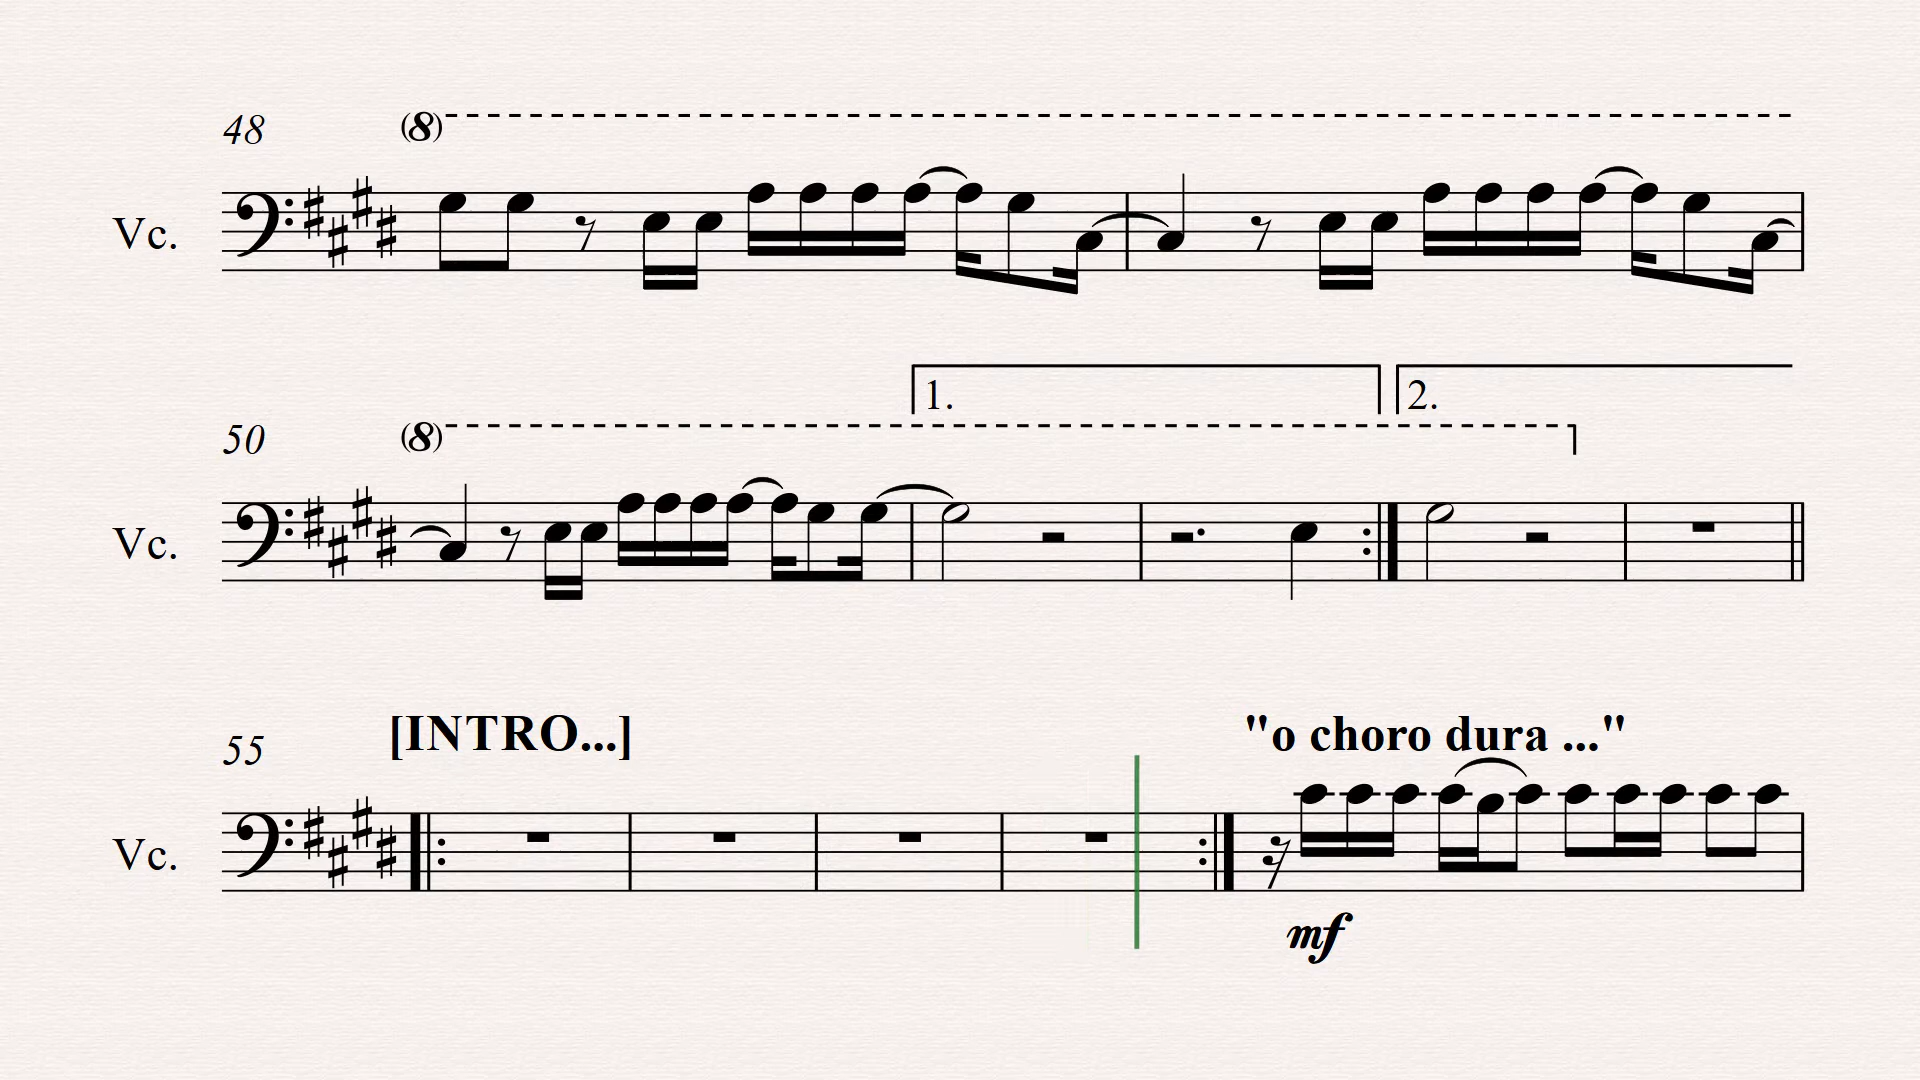 48
(8)
Vc.
1.
2.
50
(8)
Vc.
[INTRO...]
"o choro dura ..."
55
Vc.
mf